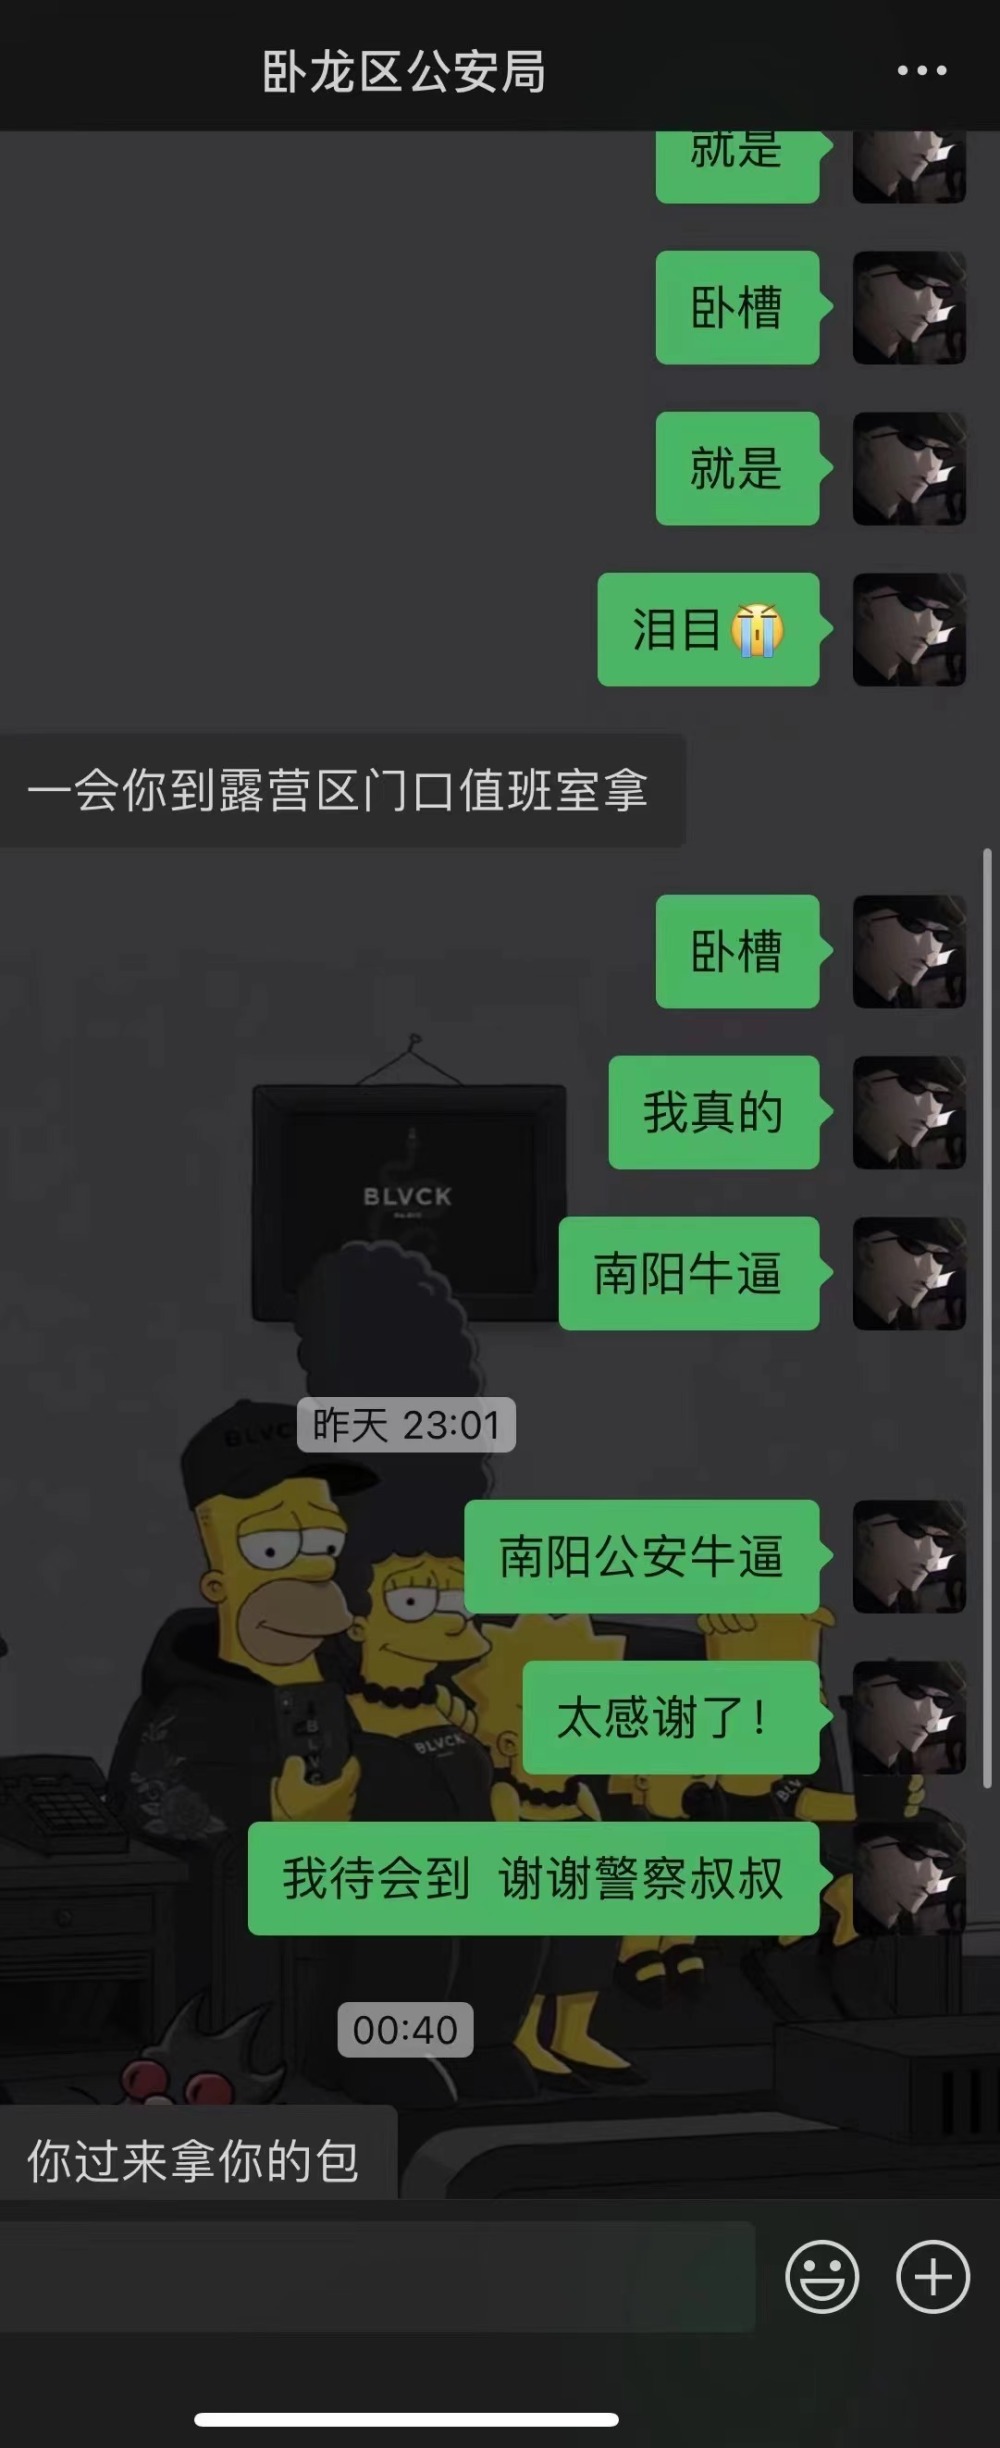 卧龙区公安局
就是
卧槽
就是
泪目😭
一会你到露营区门口值班室拿
卧槽
我真的
BLVCK
南阳牛逼
昨天 23:01
南阳公安牛逼
太感谢了！
BLVCK
我待会到 谢谢警察叔叔
00:40
你过来拿你的包